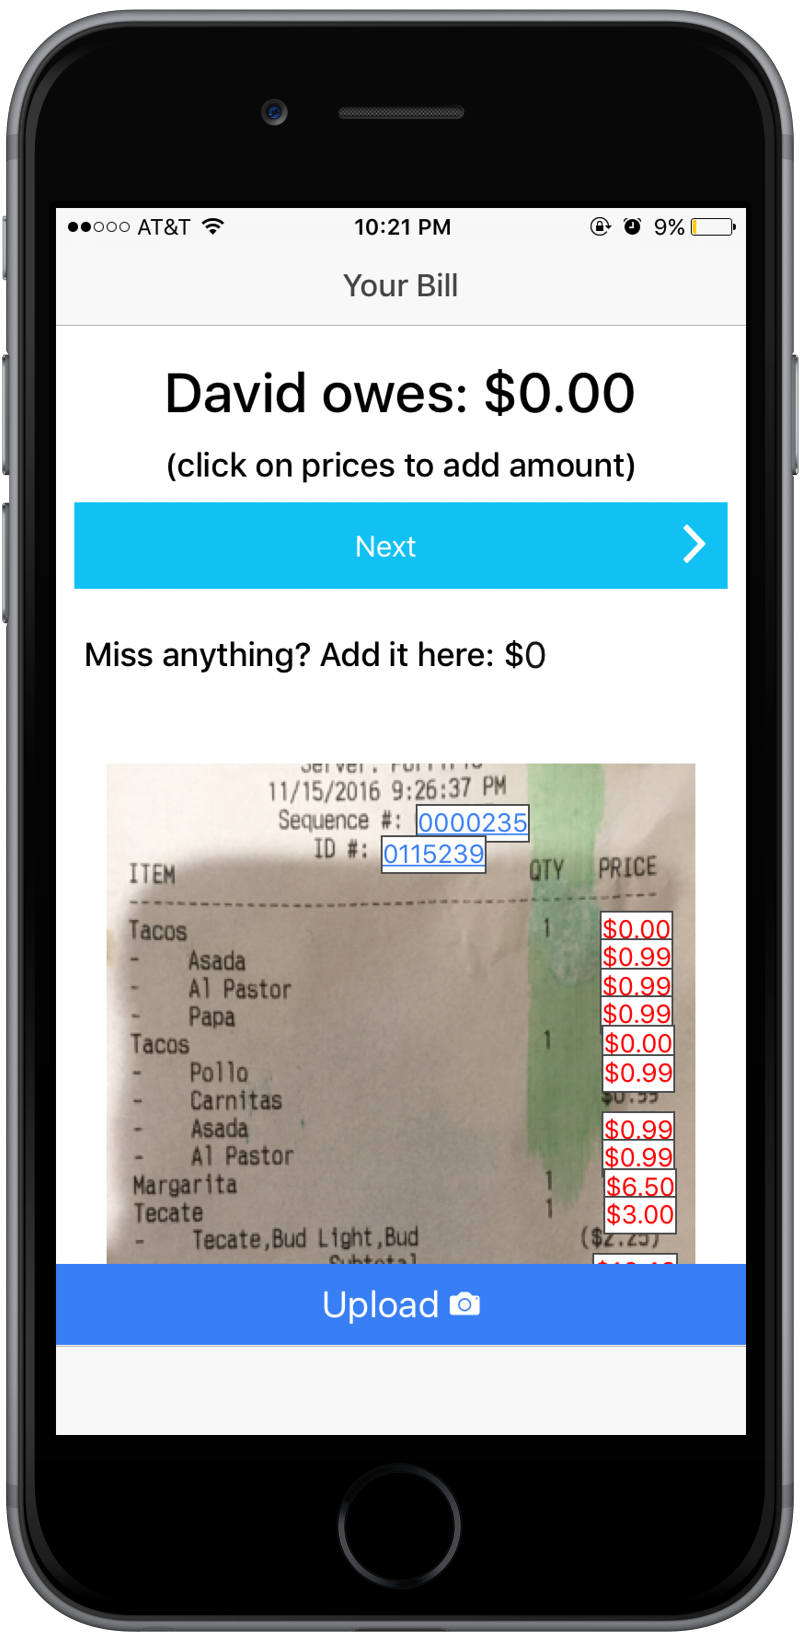 AT&T 10:21 PM 9%
Your Bill
David owes: $0.00
(click on prices to add amount)
Next
Miss anything? Add it here: $0
11/15/2016 9:26:37 PM
Sequence #: 0000235
ID #: 0115239
ITEM QTY PRICE
Tacos 1 $0.00
- Asada $0.99
- Al Pastor $0.99
- Papa $0.99
Tacos 1 $0.00
- Pollo $0.99
- Carnitas $0.99
- Asada $0.99
- Al Pastor $0.99
Margarita 1 $6.50
Tecate 1 $3.00
- Tecate,Bud Light,Bud ($2.25)
Subtotal
Upload